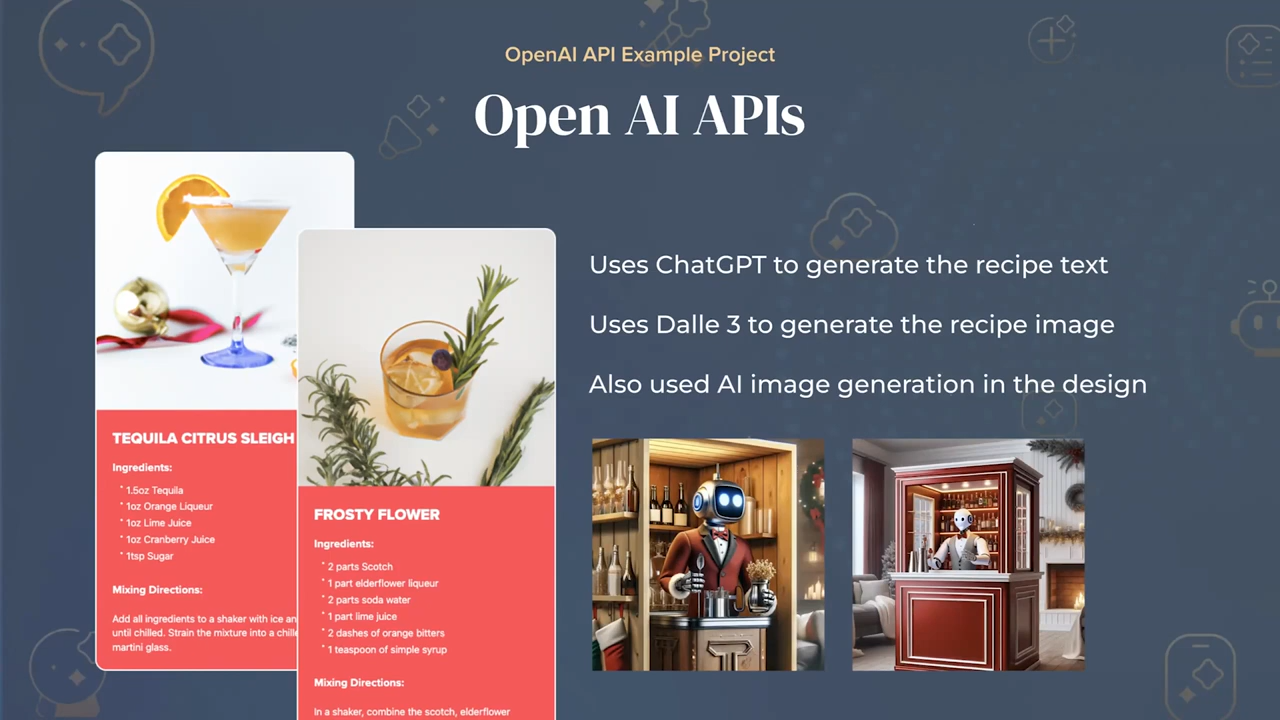 OpenAI API Example Project
Open AI APIs
TEQUILA CITRUS SLEIGH
Ingredients:
* 1.5oz Tequila
* 1oz Orange Liqueur
* 1oz Lime Juice
* 1oz Cranberry Juice
* 1tsp Sugar
Mixing Directions:
Add all ingredients to a shaker with ice an
until chilled. Strain the mixture into a chille
martini glass.
FROSTY FLOWER
Ingredients:
* 2 parts Scotch
* 1 part elderflower liqueur
* 2 parts soda water
* 1 part lime juice
* 2 dashes of orange bitters
* 1 teaspoon of simple syrup
Mixing Directions:
In a shaker, combine the scotch, elderflower
Uses ChatGPT to generate the recipe text
Uses Dalle 3 to generate the recipe image
Also used AI image generation in the design